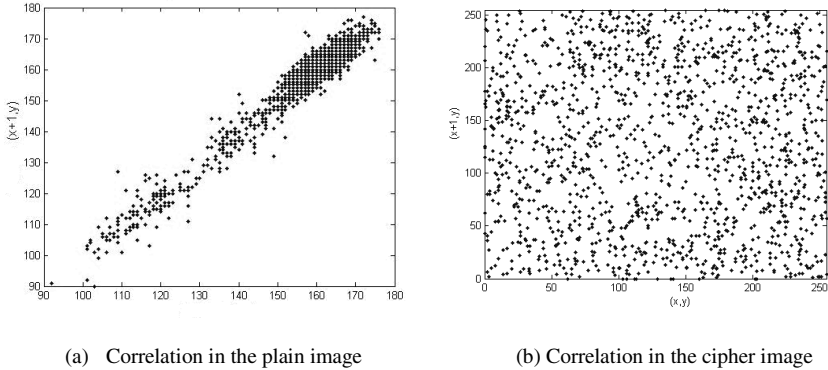 180
170
160
150
140
130
120
110
100
90
(x+1,y)
90 100 110 120 130 140 150 160 170 180
250
200
150
100
50
0
(x+1,y)
0 50 100 150 200 250
(x,y)
(a) Correlation in the plain image
(b) Correlation in the cipher image